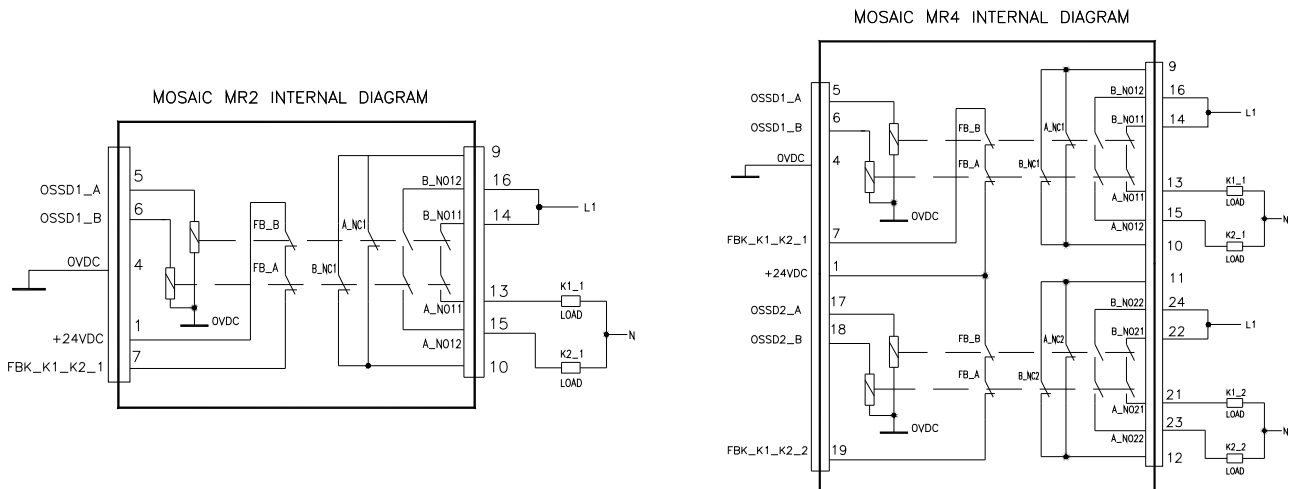 MOSAIC MR2 INTERNAL DIAGRAM
OSSD1_A
5
OSSD1_B
6
0VDC
4
+24VDC
1
FBK_K1_K2_1
7
0VDC
FB_B
FB_A
A_NC1
B_NC1
B_NO12
B_NO11
A_NO11
A_NO12
9
16
14
13
15
10
L1
K1_1
LOAD
K2_1
LOAD
N
MOSAIC MR4 INTERNAL DIAGRAM
OSSD1_A
5
OSSD1_B
6
0VDC
4
FBK_K1_K2_1
7
+24VDC
1
OSSD2_A
17
OSSD2_B
18
FBK_K1_K2_2
19
0VDC
FB_B
FB_A
A_NC1
B_NC1
B_NO12
B_NO11
A_NO11
A_NO12
9
16
14
13
15
10
L1
K1_1
LOAD
K2_1
LOAD
N
0VDC
FB_B
FB_A
A_NC2
B_NC2
B_NO22
B_NO21
A_NO21
A_NO22
11
24
22
21
23
12
L1
K1_2
LOAD
K2_2
LOAD
N